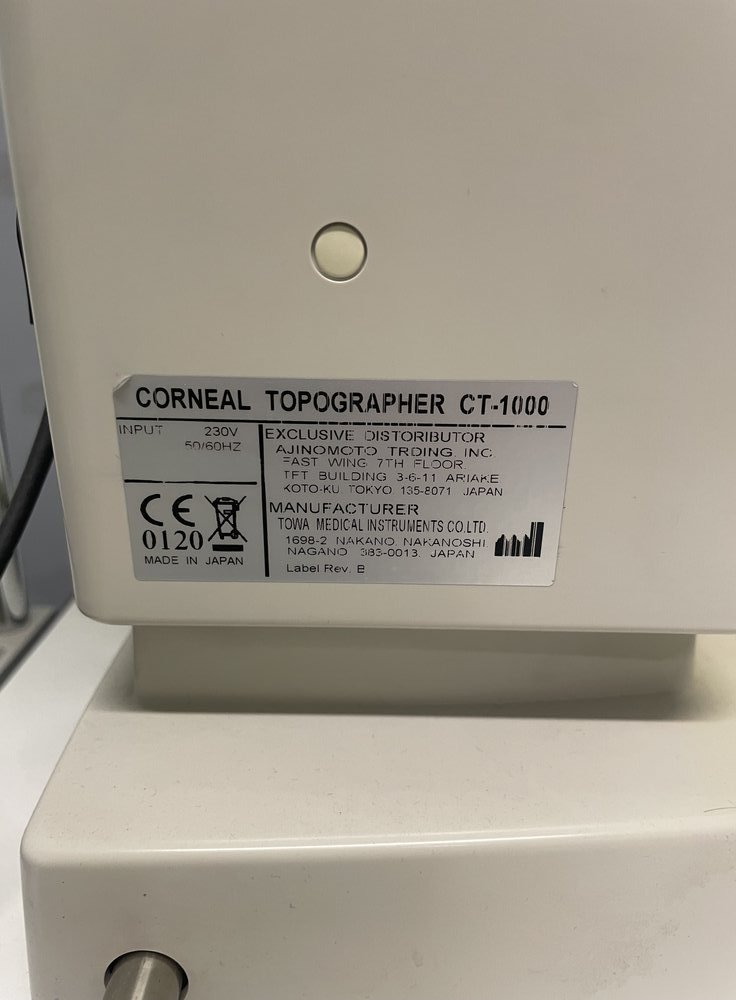 CORNEAL TOPOGRAPHER CT-1000
INPUT 230V
50/60HZ
CE
0120
MADE IN JAPAN
EXCLUSIVE DISTORIBUTOR
AJINOMOTO TRDING, INC
EAST WING 7TH FLOOR.
TFT BUILDING 3-6-11 ARIAKE
KOTO-KU TOKYO 135-8071 JAPAN
MANUFACTURER
TOWA MEDICAL INSTRUMENTS CO.LTD.
1698-2 NAKANO, NAKANOSHI
NAGANO 383-0013 JAPAN
Label Rev. B